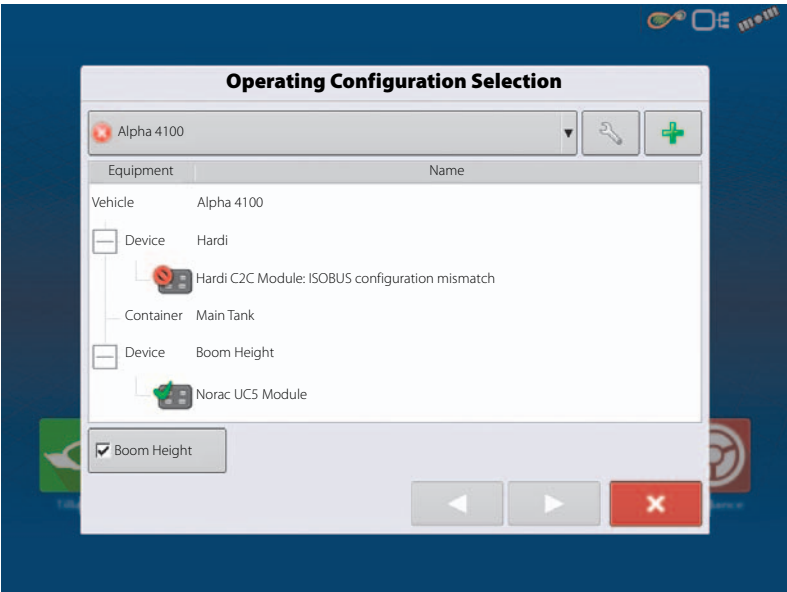 Operating Configuration Selection
Alpha 4100
Equipment Name
Vehicle Alpha 4100
Device Hardi
Hardi C2C Module: ISOBUS configuration mismatch
Container Main Tank
Device Boom Height
Norac UC5 Module
Boom Height